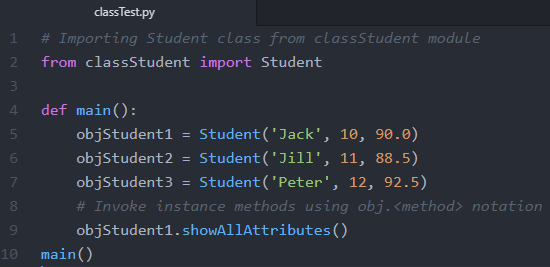 classTest.py
1 # Importing Student class from classStudent module
2 from classStudent import Student
3
4 def main():
5     objStudent1 = Student('Jack', 10, 90.0)
6     objStudent2 = Student('Jill', 11, 88.5)
7     objStudent3 = Student('Peter', 12, 92.5)
8     # Invoke instance methods using obj.<method> notation
9     objStudent1.showAllAttributes()
10 main()